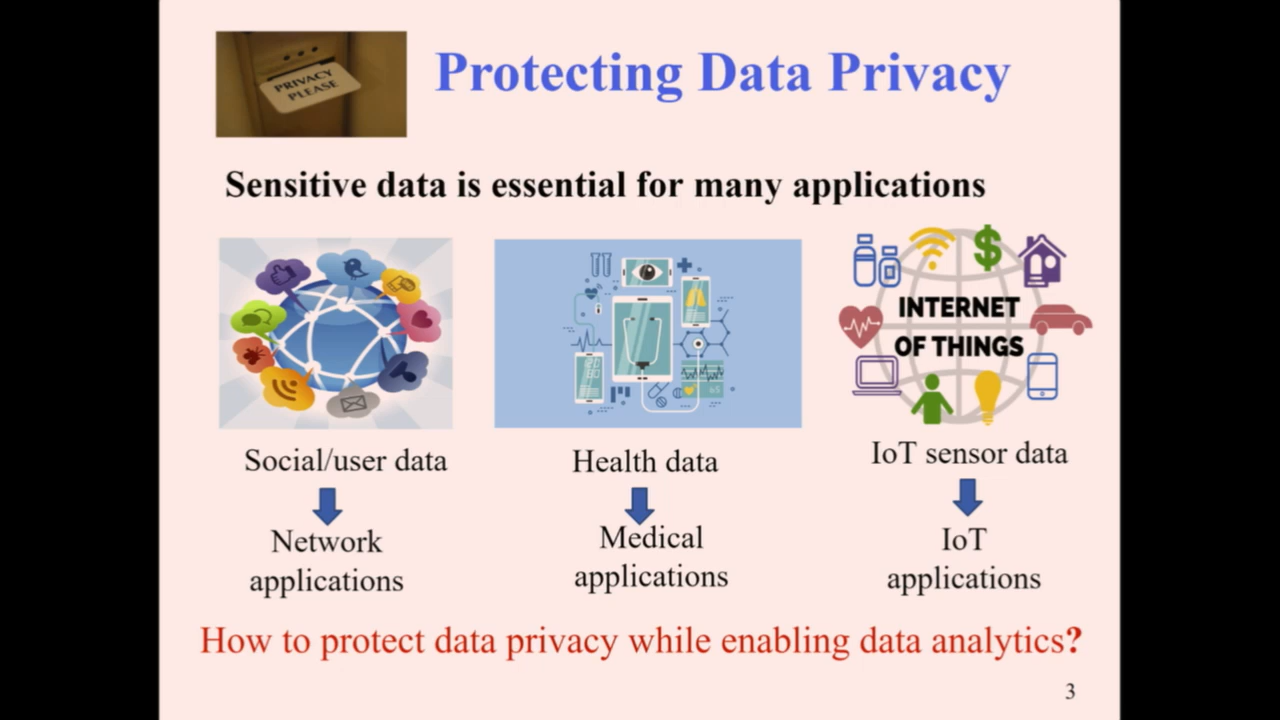 PRIVACY
PLEASE
Protecting Data Privacy
Sensitive data is essential for many applications
INTERNET
OF THINGS
Social/user data
Health data
IoT sensor data
Network
applications
Medical
applications
IoT
applications
How to protect data privacy while enabling data analytics?
3